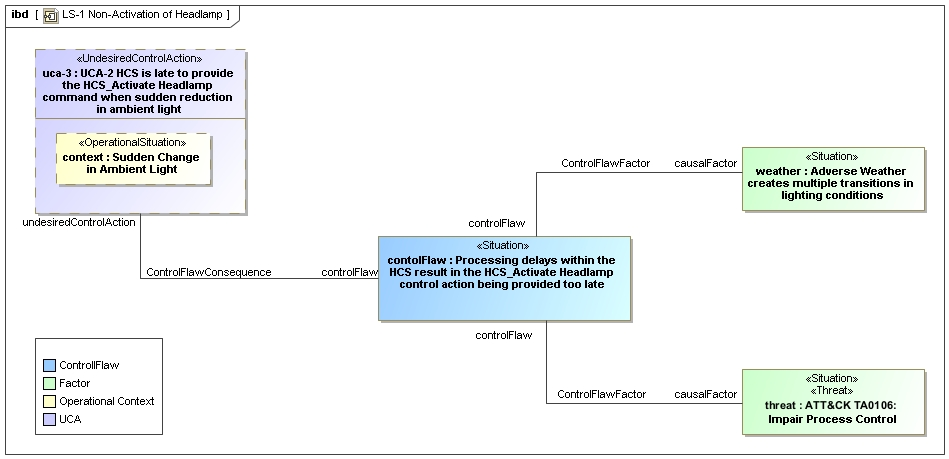 ibd [ LS-1 Non-Activation of Headlamp ]
«UndesiredControlAction»
uca-3 : UCA-2 HCS is late to provide
the HCS_Activate Headlamp
command when sudden reduction
in ambient light
«OperationalSituation»
context : Sudden Change
in Ambient Light
undesiredControlAction
ControlFlawConsequence
controlFlaw
«Situation»
contolFlaw : Processing delays within the
HCS result in the HCS_Activate Headlamp
control action being provided too late
controlFlaw
ControlFlawFactor
causalFactor
«Situation»
weather : Adverse Weather
creates multiple transitions in
lighting conditions
controlFlaw
ControlFlawFactor
causalFactor
«Situation»
«Threat»
threat : ATT&CK TA0106:
Impair Process Control
ControllFlaw
Factor
Operational Context
UCA